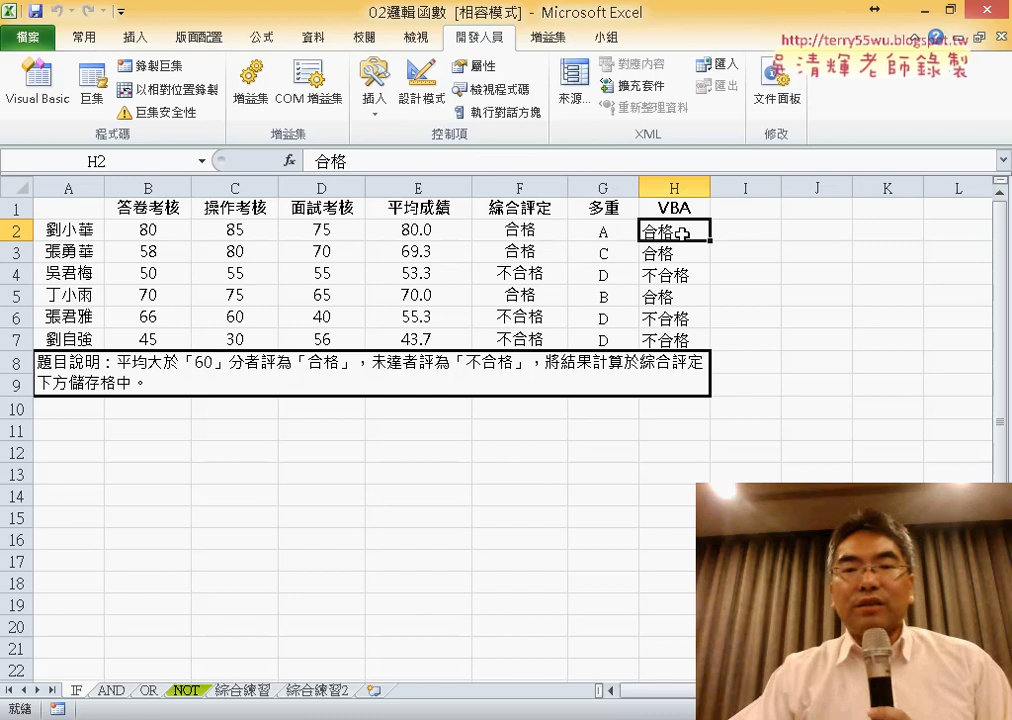 02邏輯函數 [相容模式] - Microsoft Excel
檔案 常用 插入 版面配置 公式 資料 校閱 檢視 開發人員 增益集 小組
http://terry55wu.blogspot.tw
吳清輝老師錄製
Visual Basic 巨集 錄製巨集 以相對位置錄製 巨集安全性 增益集 COM 增益集 插入 設計模式 屬性 檢視程式碼 執行對話方塊 來源... 對應內容 擴充套件 重新整理資料 匯入 匯出 文件面板
程式碼 增益集 控制項 XML 修改
H2 fx 合格
A B C D E F G H I J K L
1 答卷考核 操作考核 面試考核 平均成績 綜合評定 多重 VBA
2 劉小華 80 85 75 80.0 合格 A 合格
3 張勇華 58 80 70 69.3 合格 C 合格
4 吳君梅 50 55 55 53.3 不合格 D 不合格
5 丁小雨 70 75 65 70.0 合格 B 合格
6 張君雅 66 60 40 55.3 不合格 D 不合格
7 劉自強 45 30 56 43.7 不合格 D 不合格
8 題目說明：平均大於「60」分者評為「合格」，未達者評為「不合格」，將結果計算於綜合評定
9 下方儲存格中。
10
11
12
13
14
15
16
17
18
19
20
21
22
IF AND OR NOT 綜合練習 綜合練習2
就緒